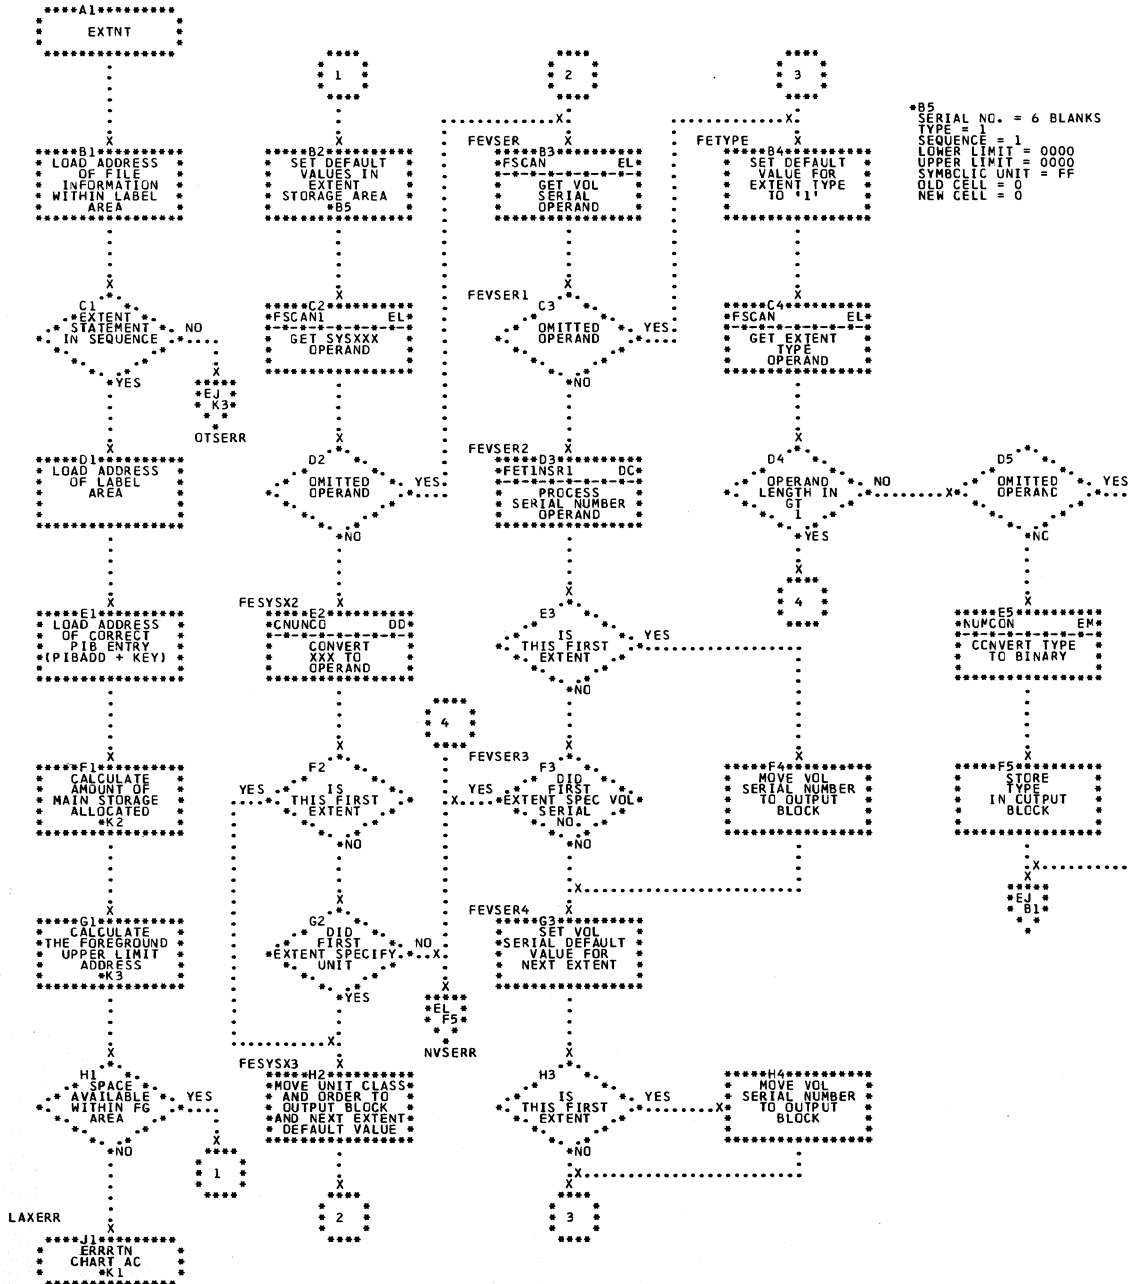 A1
EXTNT
B1
LOAD ADDRESS
OF FILE
INFORMATION
WITHIN LABEL
AREA
C1
EXTENT
STATEMENT
IN SEQUENCE
NO
YES
EJ
K3
OTSERR
D1
LOAD ADDRESS
OF LABEL
AREA
E1
LOAD ADDRESS
OF CORRECT
PIB ENTRY
(PIBADD + KEY)
F1
CALCULATE
AMOUNT OF
MAIN STORAGE
ALLOCATED
*K2
G1
CALCULATE
THE FOREGROUND
UPPER LIMIT
ADDRESS
*K3
H1
SPACE
AVAILABLE
WITHIN FG
AREA
YES
NO
1
LAXERR
J1
ERRRTN
CHART AC
*K1
1
B2
SET DEFAULT
VALUES IN
EXTENT
STORAGE AREA
*B5
C2
FSCAN1 EL
GET SYSXXX
OPERAND
D2
OMITTED
OPERAND
YES
NO
FESYSX2
E2
CNUNCO DD
CONVERT
XXX TO
OPERAND
F2
IS
THIS FIRST
EXTENT
YES
NO
G2
DID
FIRST
EXTENT SPECIFY
UNIT
NO
YES
4
EL
F5
NVSERR
FESYSX3
H2
MOVE UNIT CLASS
AND ORDER TO
OUTPUT BLOCK
AND NEXT EXTENT
DEFAULT VALUE
2
2
FEVSER
B3
FSCAN EL
GET VOL
SERIAL
OPERAND
FEVSER1
C3
OMITTED
OPERAND
YES
NO
FEVSER2
D3
FET1NSR1 DC
PROCESS
SERIAL NUMBER
OPERAND
E3
IS
THIS FIRST
EXTENT
YES
NO
FEVSER3
F3
DID
FIRST
EXTENT SPEC VOL
SERIAL
NO.
YES
NO
FEVSER4
G3
SET VOL
SERIAL DEFAULT
VALUE FOR
NEXT EXTENT
H3
IS
THIS FIRST
EXTENT
YES
NO
3
3
FETYPE
B4
SET DEFAULT
VALUE FOR
EXTENT TYPE
TO '1'
C4
FSCAN EL
GET EXTENT
TYPE
OPERAND
D4
OPERAND
LENGTH IN
GT
1
NO
YES
4
F4
MOVE VOL
SERIAL NUMBER
TO OUTPUT
BLOCK
H4
MOVE VOL
SERIAL NUMBER
TO OUTPUT
BLOCK
*B5
SERIAL NO. = 6 BLANKS
TYPE = 1
SEQUENCE = 1
LOWER LIMIT = 0000
UPPER LIMIT = 0000
SYMBCLIC UNIT = FF
OLD CELL = 0
NEW CELL = 0
D5
OMITTED
OPERANC
YES
NC
E5
NUMCON EM
CCNVERT TYPE
TO BINARY
F5
STORE
TYPE
IN CUTPUT
BLOCK
EJ
B1